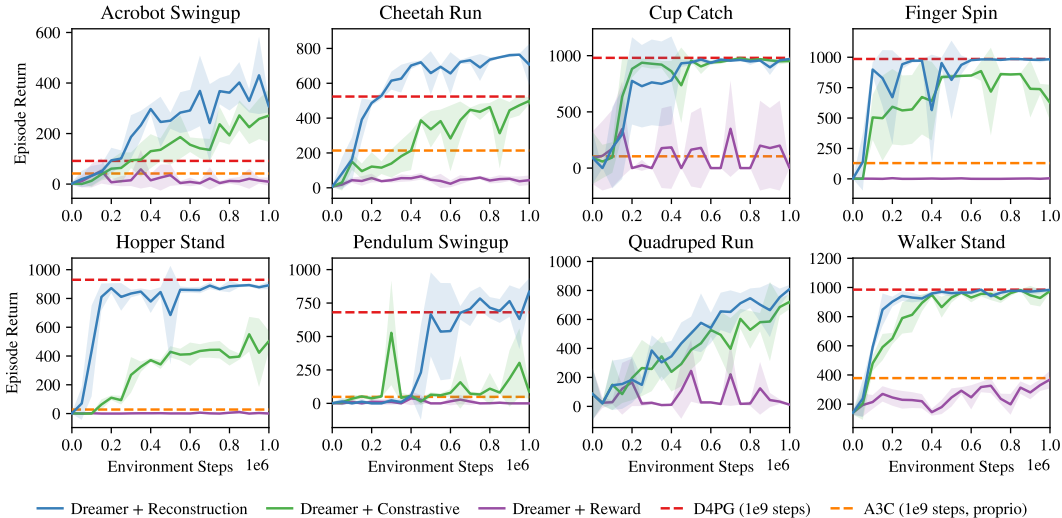 Acrobot Swingup
Cheetah Run
Cup Catch
Finger Spin
Episode Return
600
400
200
0
0.0 0.2 0.4 0.6 0.8 1.0
800
600
400
200
0
0.0 0.2 0.4 0.6 0.8 1.0
1000
500
0
0.0 0.2 0.4 0.6 0.8 1.0
1000
750
500
250
0
0.0 0.2 0.4 0.6 0.8 1.0
Hopper Stand
Pendulum Swingup
Quadruped Run
Walker Stand
Episode Return
1000
800
600
400
200
0
0.0 0.2 0.4 0.6 0.8 1.0
Environment Steps 1e6
1000
750
500
250
0
0.0 0.2 0.4 0.6 0.8 1.0
Environment Steps 1e6
1000
800
600
400
200
0
0.0 0.2 0.4 0.6 0.8 1.0
Environment Steps 1e6
1200
1000
800
600
400
200
0.0 0.2 0.4 0.6 0.8 1.0
Environment Steps 1e6
Dreamer + Reconstruction
Dreamer + Constrastive
Dreamer + Reward
D4PG (1e9 steps)
A3C (1e9 steps, proprio)